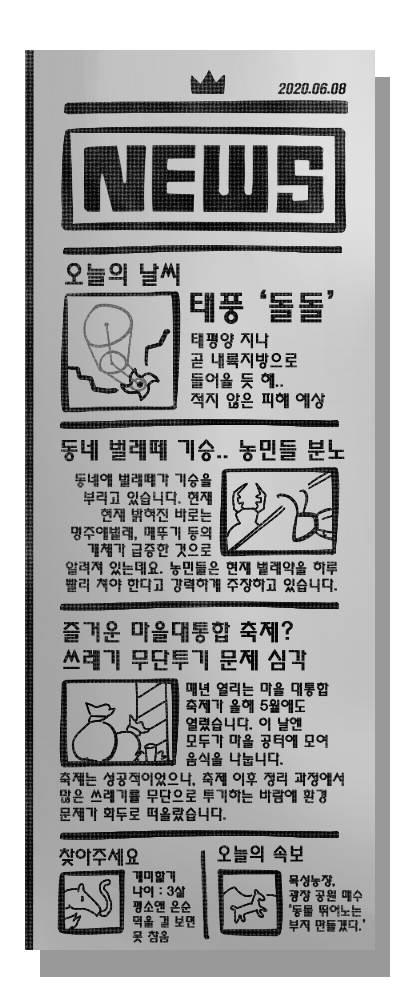 2020.06.08
NEWS
오늘의 날씨
태풍 '돌돌'
태평양 지나
곧 내륙지방으로
들어올 듯 해..
적지 않은 피해 예상
동네 벌레떼 기승.. 농민들 분노
동네에 벌레떼가 기승을
부리고 있습니다. 현재
현재 밝혀진 바로는
명주애벌레, 메뚜기 등의
개체가 급증한 것으로
알려져 있는데요. 농민들은 현재 벌레약을 하루
빨리 쳐야 한다고 강력하게 주장하고 있습니다.
즐거운 마을대통합 축제?
쓰레기 무단투기 문제 심각
매년 열리는 마을 대통합
축제가 올해 5월에도
열렸습니다. 이 날엔
모두가 마을 공터에 모여
음식을 나눕니다.
축제는 성공적이었으나, 축제 이후 정리 과정에서
많은 쓰레기를 무단으로 투기하는 바람에 환경
문제가 화두로 떠올랐습니다.
찾아주세요
개미핥기
나이 : 3살
평소엔 온순
먹을 걸 보면
못 참음
오늘의 속보
목성농장,
광장 공원 매수
'동물 뛰어노는
부지 만들겠다.'